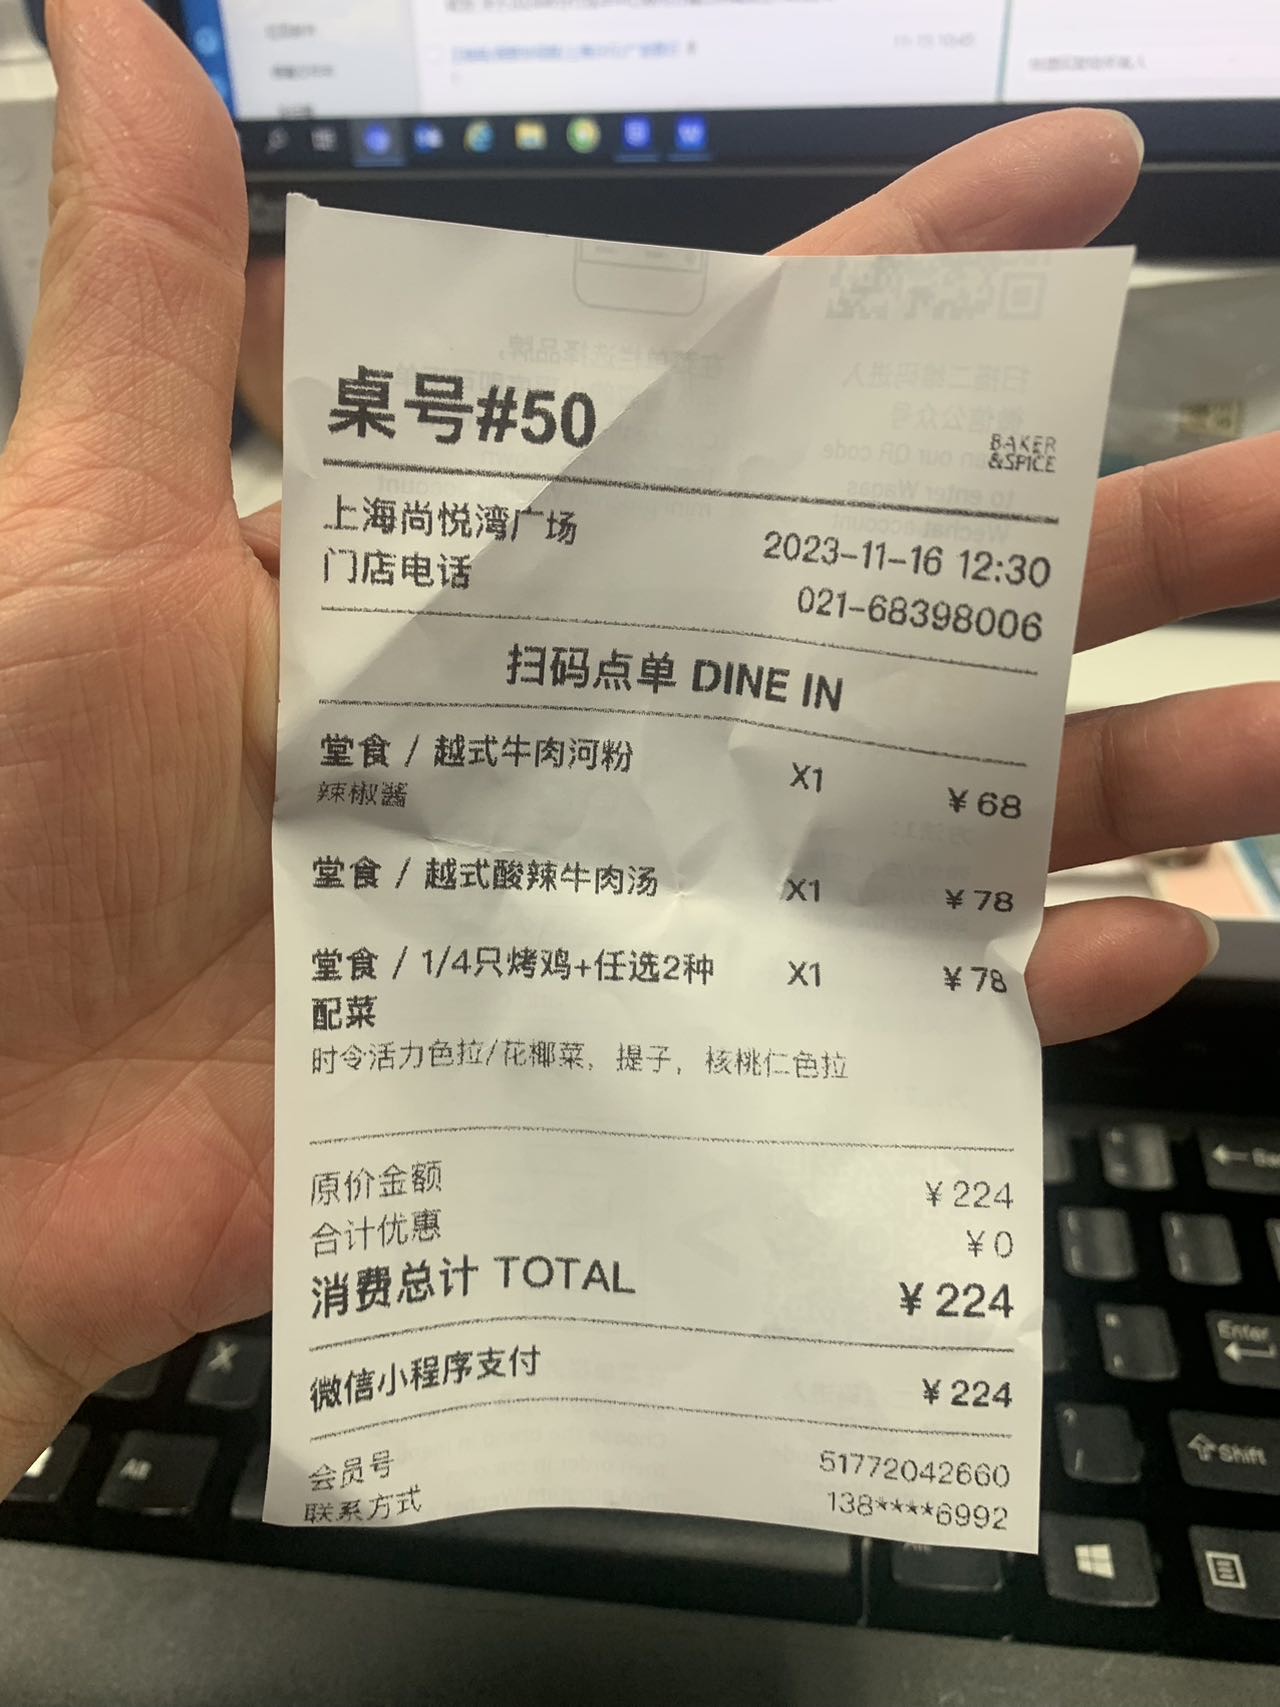 桌号#50
BAKER
&SPICE
上海尚悦湾广场 2023-11-16 12:30
门店电话 021-68398006
扫码点单 DINE IN
堂食 / 越式牛肉河粉 X1 ¥68
辣椒酱
堂食 / 越式酸辣牛肉汤 X1 ¥78
堂食 / 1/4只烤鸡+任选2种 X1 ¥78
配菜
时令活力色拉/花椰菜，提子，核桃仁色拉
原价金额 ¥224
合计优惠 ¥0
消费总计 TOTAL ¥224
微信小程序支付 ¥224
会员号 51772042660
联系方式 138****6992
X
Alt
Enter
Shift